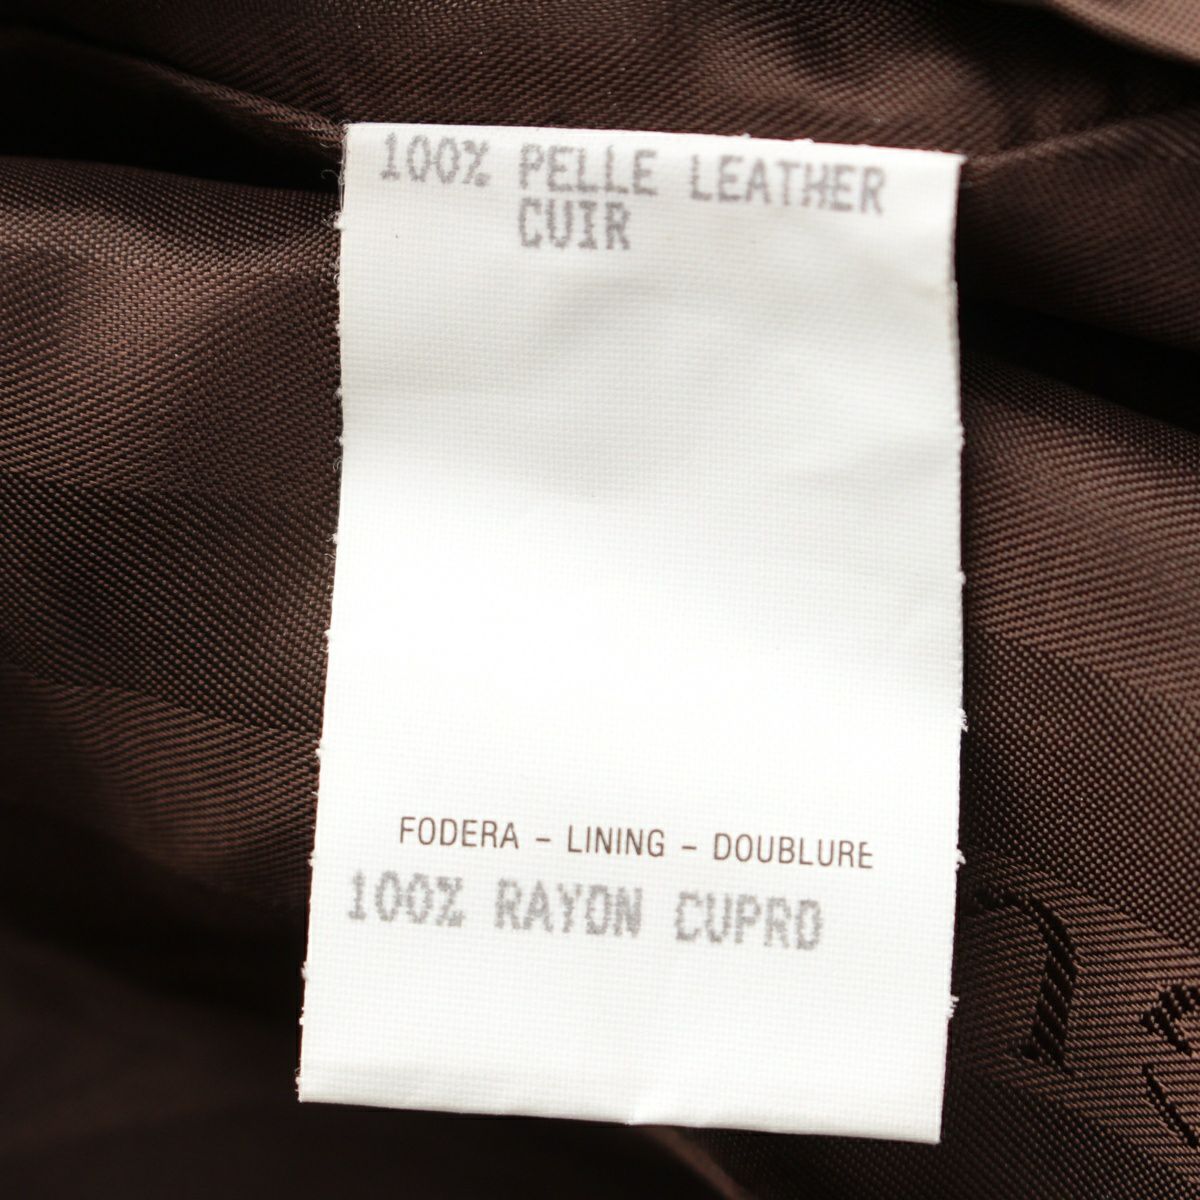 100% PELLE LEATHER
CUIR
FODERA - LINING - DOUBLURE
100% RAYON CUPRO